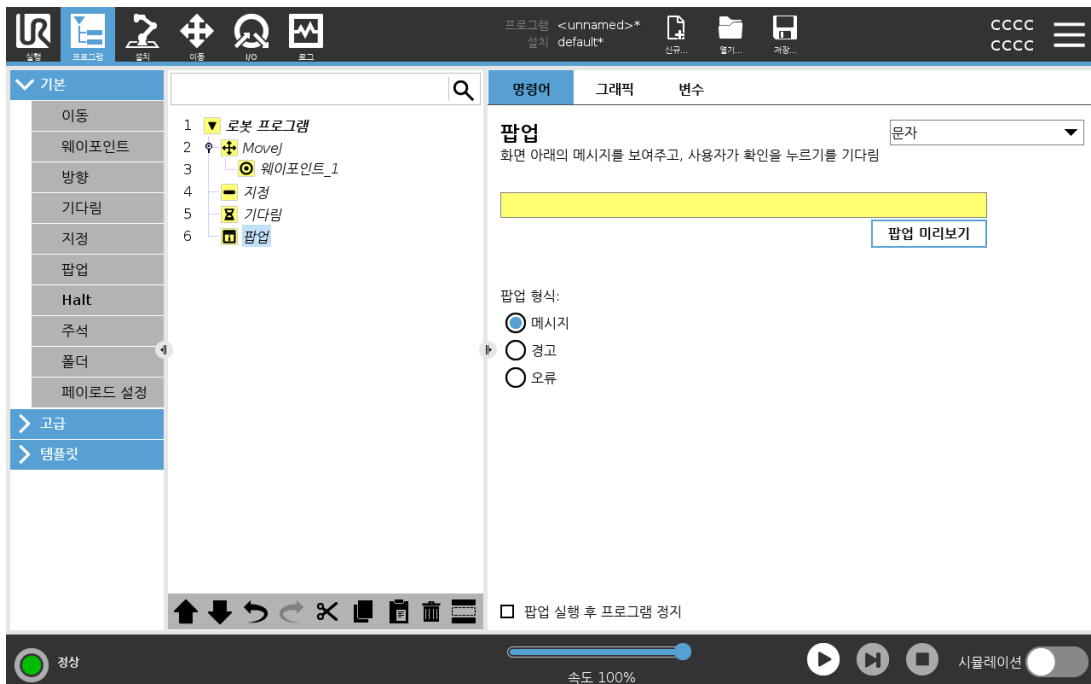 UR
실행
프로그램
설치
이동
I/O
로그
프로그램 <unnamed>*
설치 default*
신규...
열기...
저장...
CCCC
CCCC
기본
이동
웨이포인트
방향
기다림
지정
팝업
Halt
주석
폴더
페이로드 설정
고급
템플릿
1 로봇 프로그램
2 MoveJ
3 웨이포인트_1
4 지정
5 기다림
6 팝업
명령어 그래픽 변수
팝업
문자
화면 아래의 메시지를 보여주고, 사용자가 확인을 누르기를 기다림
팝업 미리보기
팝업 형식:
메시지
경고
오류
팝업 실행 후 프로그램 정지
정상
속도 100%
시뮬레이션